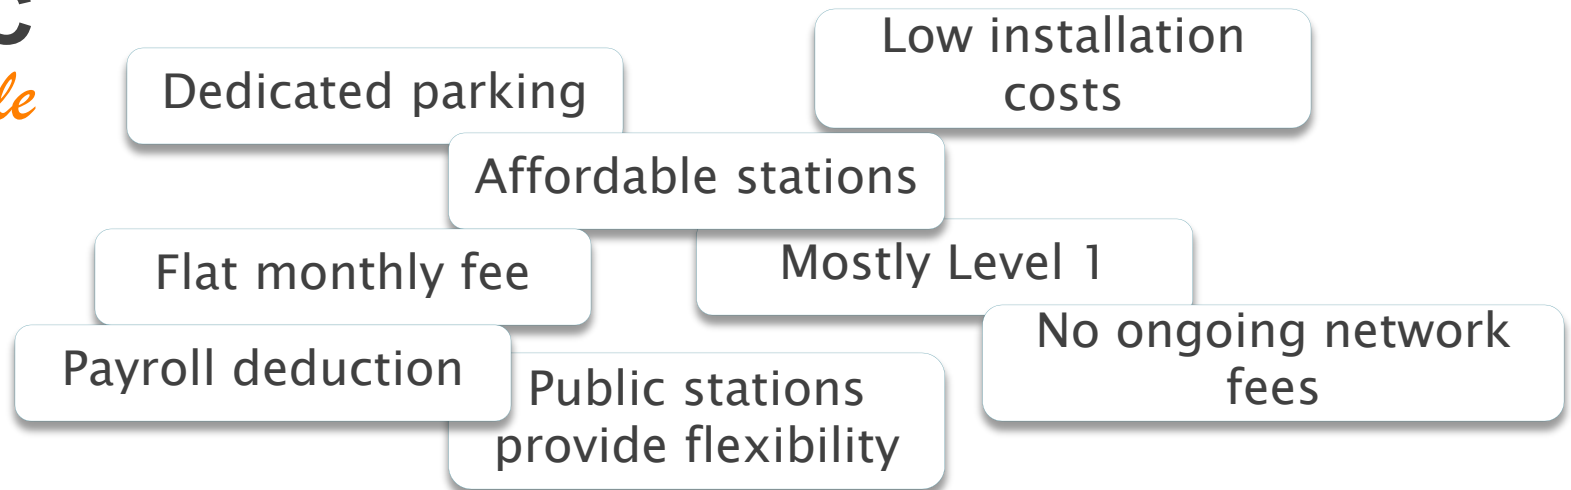 Low installation
costs
Dedicated parking
Affordable stations
Flat monthly fee
Mostly Level 1
No ongoing network
fees
Payroll deduction
Public stations
provide flexibility